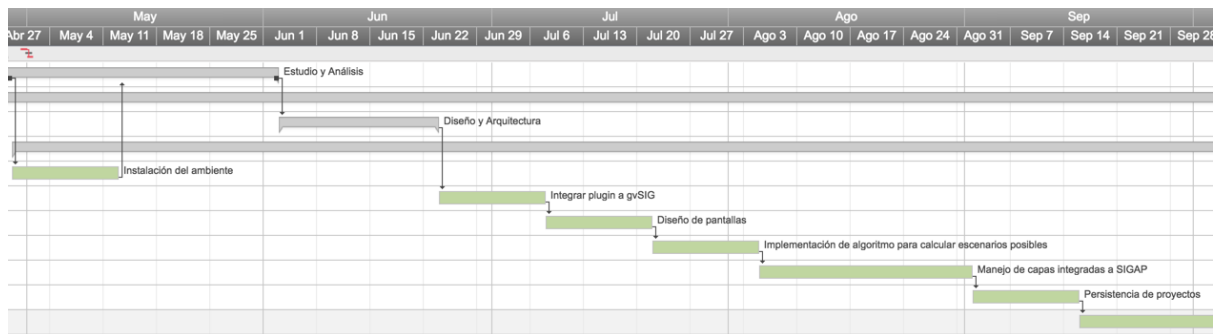 May Jun Jul Ago Sep
Abr 27 May 4 May 11 May 18 May 25 Jun 1 Jun 8 Jun 15 Jun 22 Jun 29 Jul 6 Jul 13 Jul 20 Jul 27 Ago 3 Ago 10 Ago 17 Ago 24 Ago 31 Sep 7 Sep 14 Sep 21 Sep 28
Estudio y Análisis
Diseño y Arquitectura
Instalación del ambiente
Integrar plugin a gvSIG
Diseño de pantallas
Implementación de algoritmo para calcular escenarios posibles
Manejo de capas integradas a SIGAP
Persistencia de proyectos